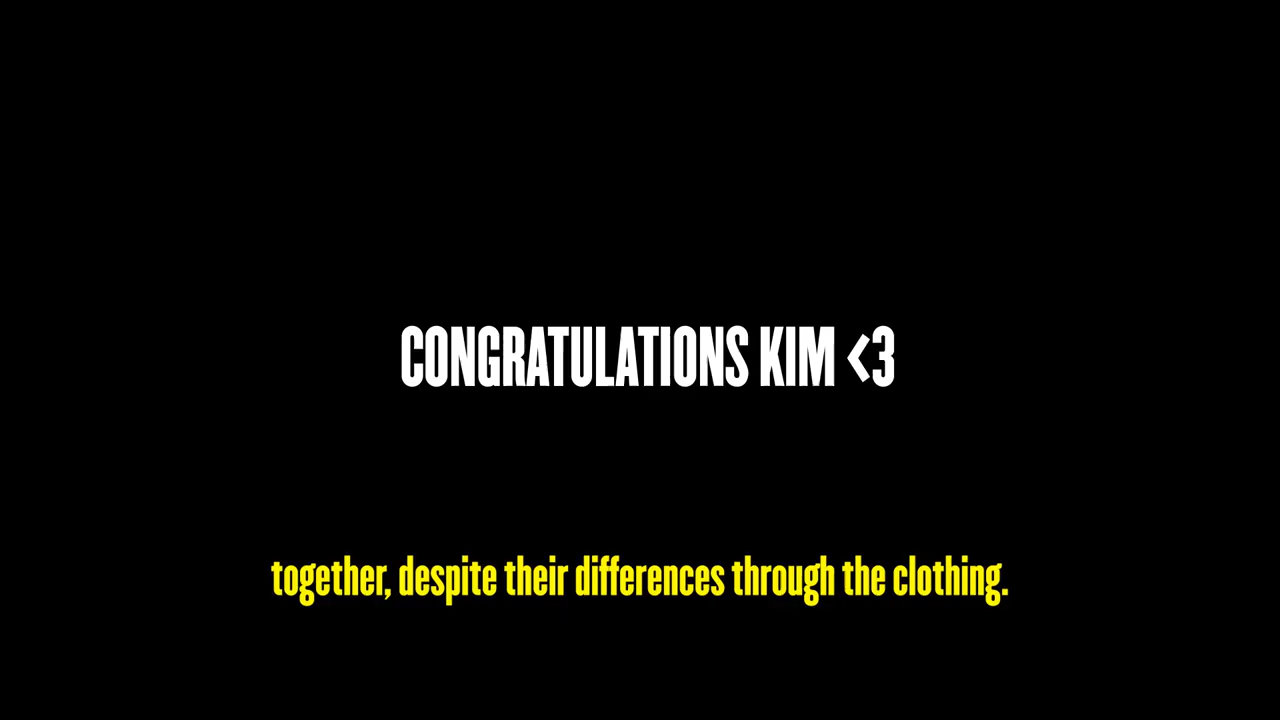 CONGRATULATIONS KIM <3
together, despite their differences through the clothing.